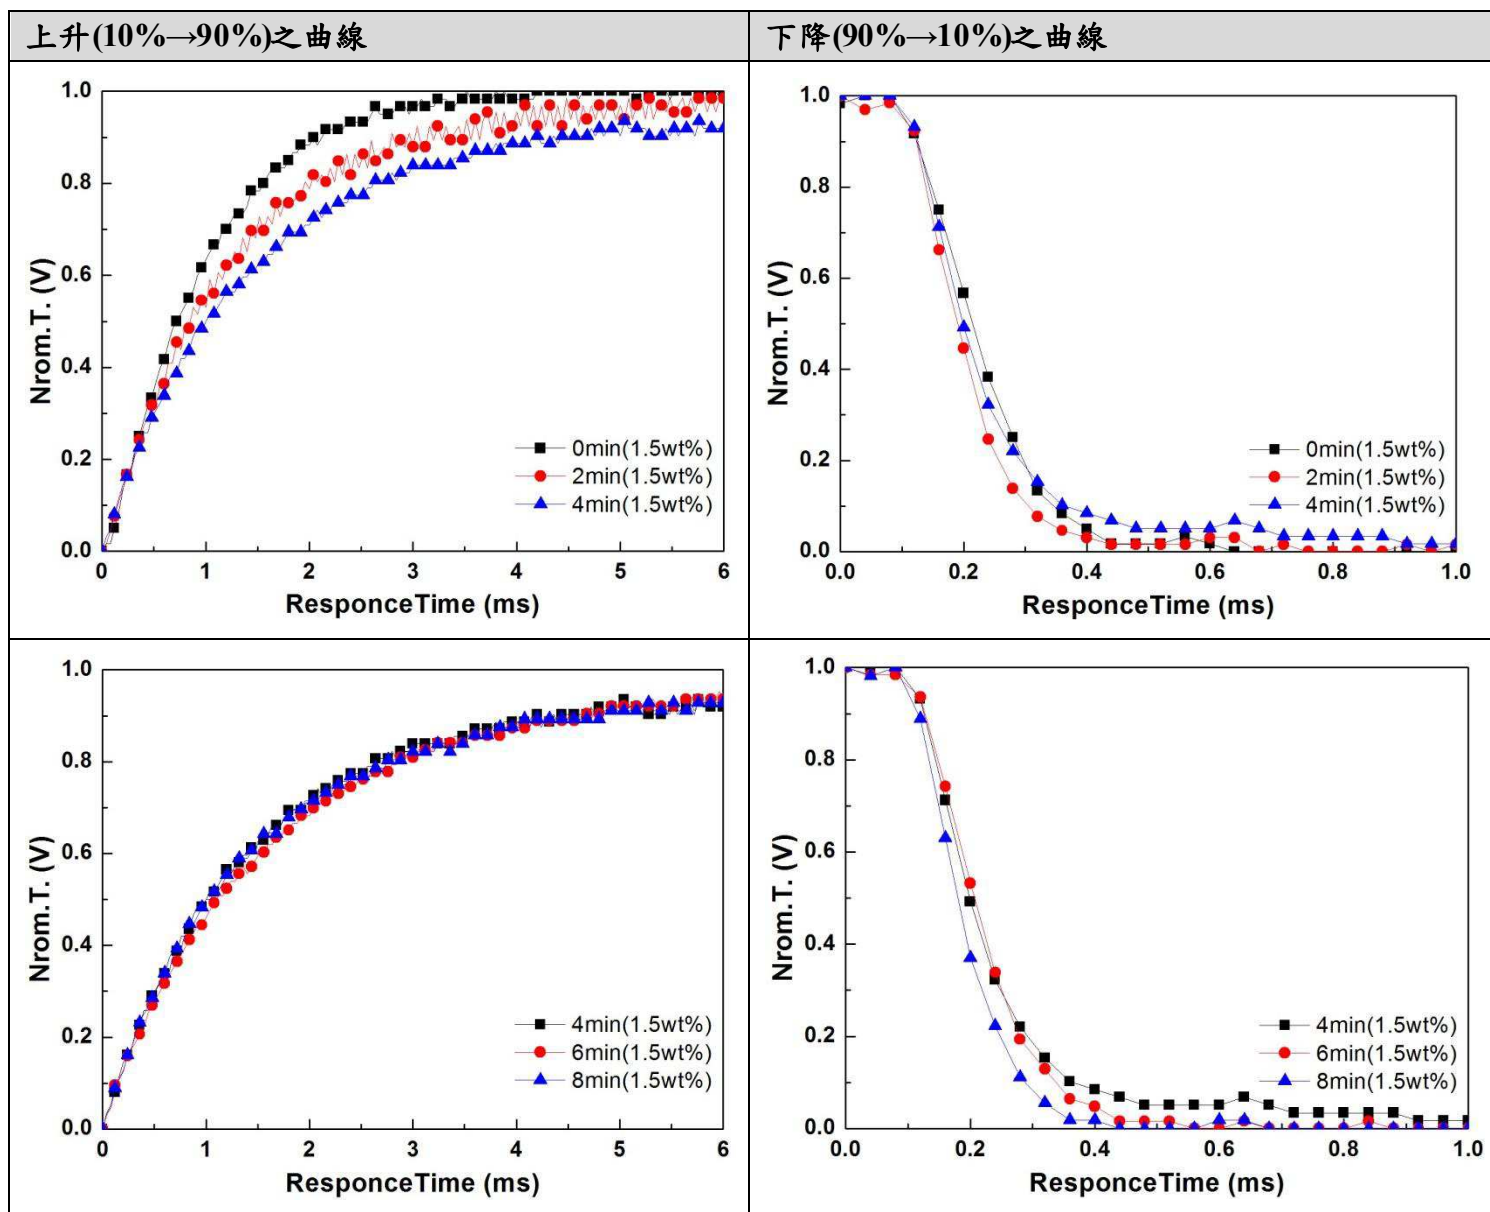 上升(10%→90%)之曲線
下降(90%→10%)之曲線
1.0
0.8
0.6
0.4
0.2
0.0
Nrom.T. (V)
0min(1.5wt%)
2min(1.5wt%)
4min(1.5wt%)
0 1 2 3 4 5 6
ResponceTime (ms)
1.0
0.8
0.6
0.4
0.2
0.0
Nrom.T. (V)
0min(1.5wt%)
2min(1.5wt%)
4min(1.5wt%)
0.0 0.2 0.4 0.6 0.8 1.0
ResponceTime (ms)
1.0
0.8
0.6
0.4
0.2
0.0
Nrom.T. (V)
4min(1.5wt%)
6min(1.5wt%)
8min(1.5wt%)
0 1 2 3 4 5 6
ResponceTime (ms)
1.0
0.8
0.6
0.4
0.2
0.0
Nrom.T. (V)
4min(1.5wt%)
6min(1.5wt%)
8min(1.5wt%)
0.0 0.2 0.4 0.6 0.8 1.0
ResponceTime (ms)